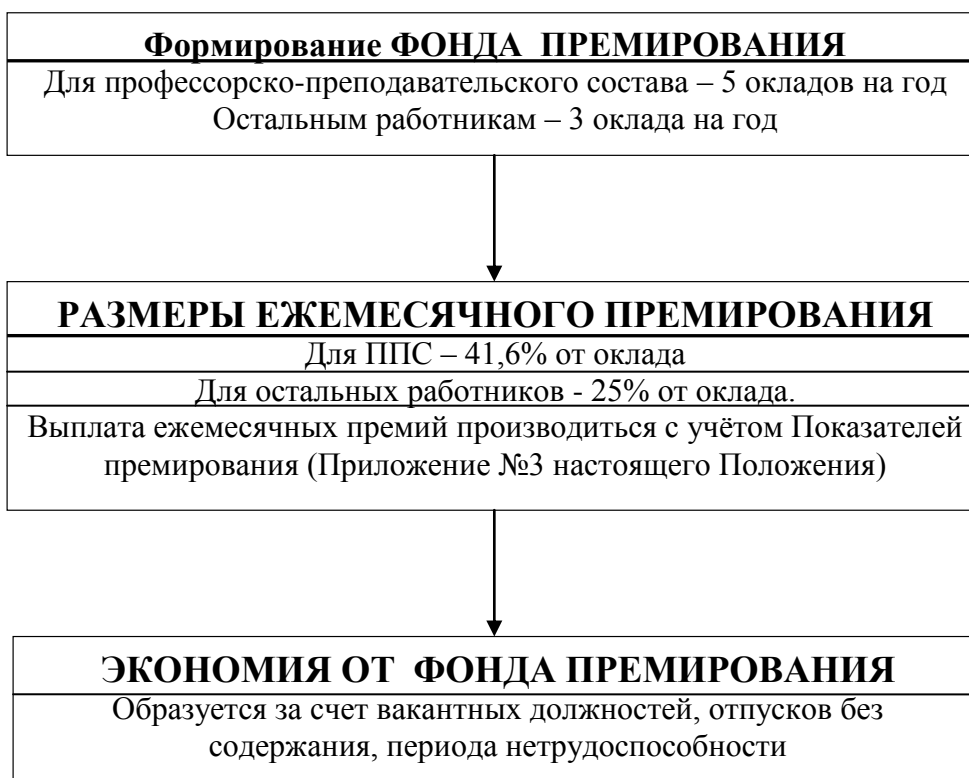 Формирование ФОНДА ПРЕМИРОВАНИЯ
Для профессорско-преподавательского состава – 5 окладов на год
Остальным работникам – 3 оклада на год
РАЗМЕРЫ ЕЖЕМЕСЯЧНОГО ПРЕМИРОВАНИЯ
Для ППС – 41,6% от оклада
Для остальных работников - 25% от оклада.
Выплата ежемесячных премий производиться с учётом Показателей
премирования (Приложение №3 настоящего Положения)
ЭКОНОМИЯ ОТ ФОНДА ПРЕМИРОВАНИЯ
Образуется за счет вакантных должностей, отпусков без
содержания, периода нетрудоспособности